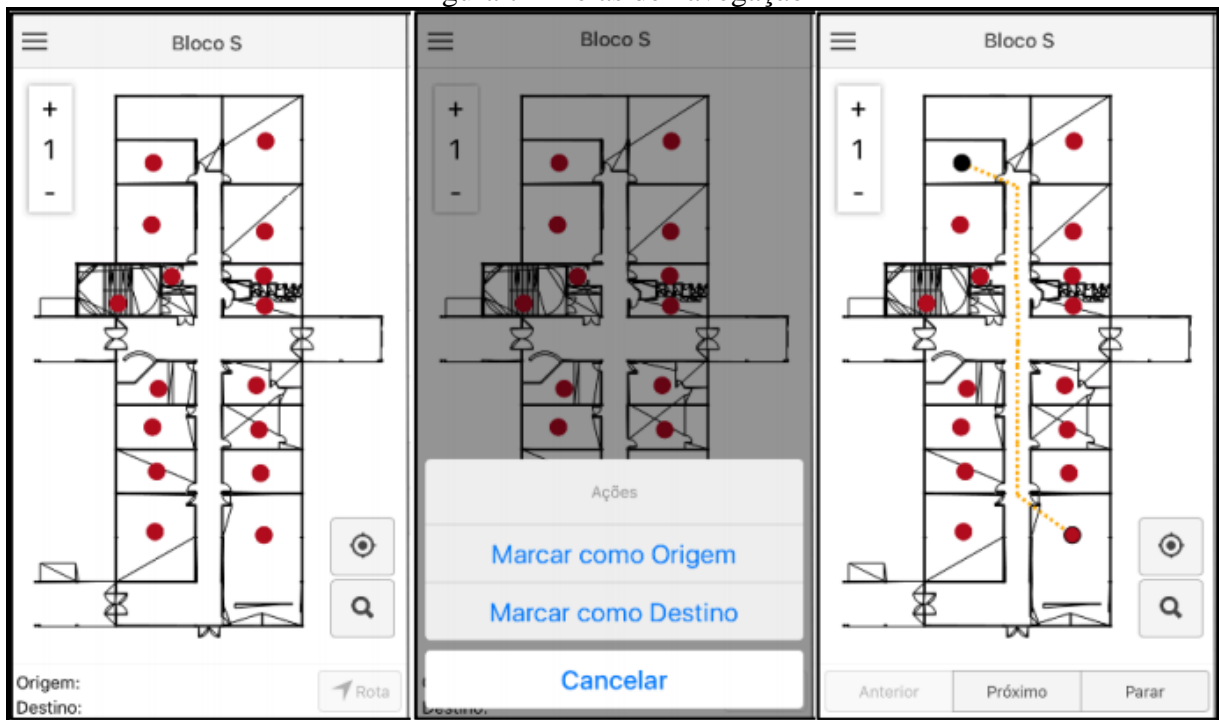 Bloco S
+
1
-
Origem:
Destino:
Rota
Bloco S
+
1
-
Ações
Marcar como Origem
Marcar como Destino
Cancelar
Bloco S
+
1
-
Anterior
Próximo
Parar